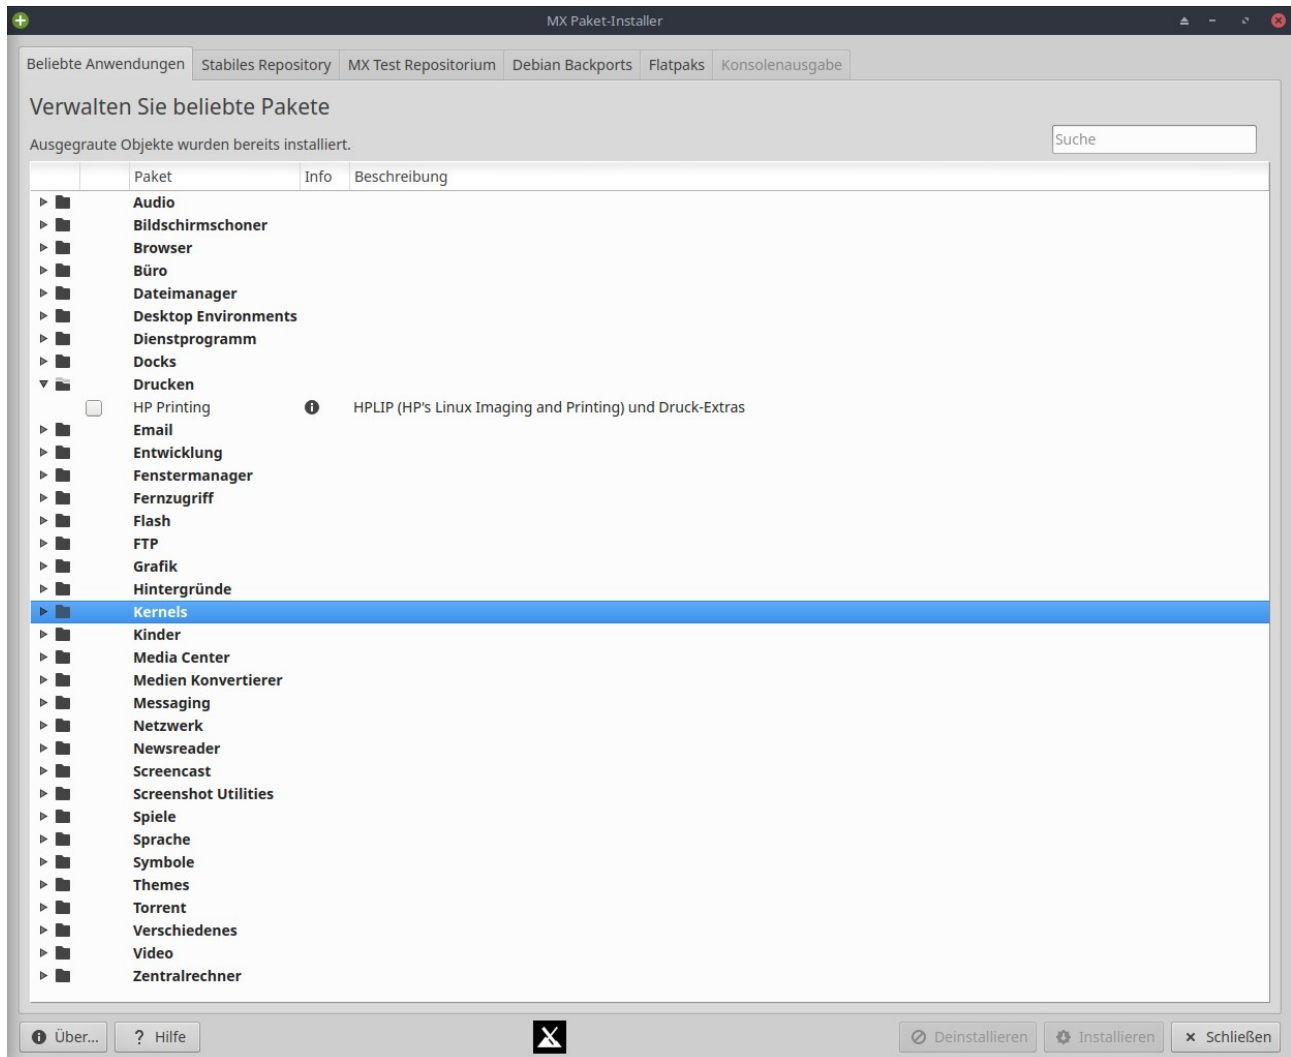 MX Paket-Installer
Beliebte Anwendungen Stabiles Repository MX Test Repositorium Debian Backports Flatpaks Konsolenausgabe
Verwalten Sie beliebte Pakete
Ausgegraute Objekte wurden bereits installiert.
Suche
Paket Info Beschreibung
Audio
Bildschirmschoner
Browser
Büro
Dateimanager
Desktop Environments
Dienstprogramm
Docks
Drucken
HP Printing HPLIP (HP's Linux Imaging and Printing) und Druck-Extras
Email
Entwicklung
Fenstermanager
Fernzugriff
Flash
FTP
Grafik
Hintergründe
Kernels
Kinder
Media Center
Medien Konvertierer
Messaging
Netzwerk
Newsreader
Screencast
Screenshot Utilities
Spiele
Sprache
Symbole
Themes
Torrent
Verschiedenes
Video
Zentralrechner
Über... ? Hilfe Deinstallieren Installieren Schließen